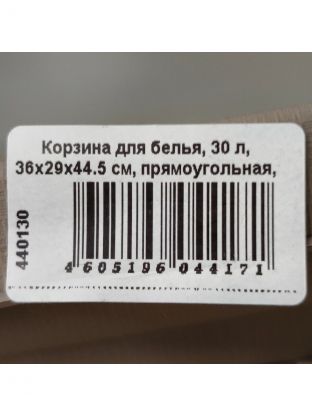 Корзина для белья, 30 л,
36х29х44.5 см, прямоугольная,
440130
4 605196 044171